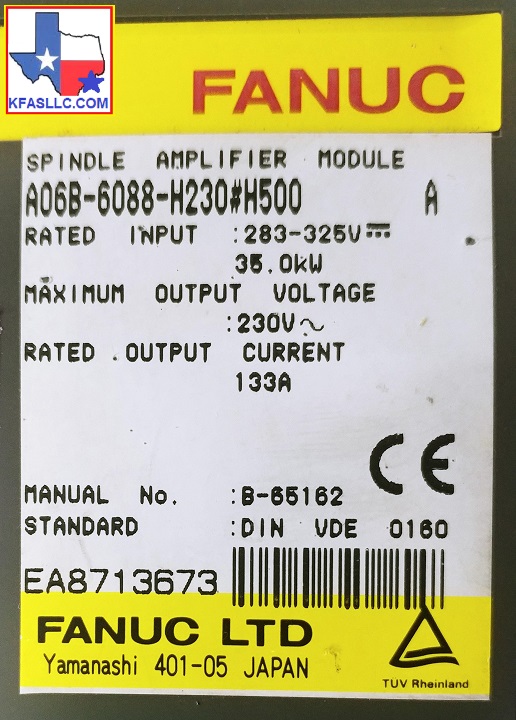 KFASLLC.COM
FANUC
SPINDLE AMPLIFIER MODULE
A06B-6088-H230#H500 A
RATED INPUT :283-325V⎓
35.0kW
MAXIMUM OUTPUT VOLTAGE
:230V～
RATED OUTPUT CURRENT
133A
CE
MANUAL No. :B-65162
STANDARD :DIN VDE 0160
EA8713673
FANUC LTD
Yamanashi 401-05 JAPAN
TUV Rheinland